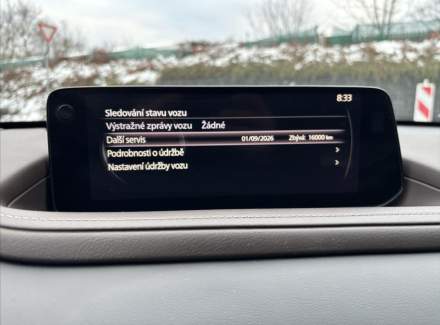 8:33
Sledování stavu vozu
Výstražné zprávy vozu Žádné
Další servis 01/09/2026 Zbývá: 16000 km
Podrobnosti o údržbě
Nastavení údržby vozu